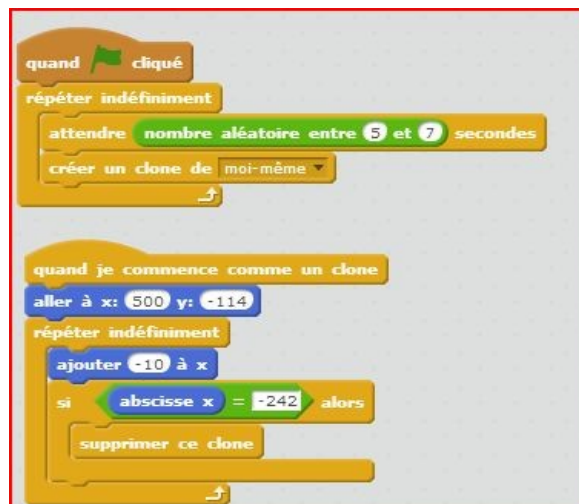 quand cliqué
répéter indéfiniment
attendre nombre aléatoire entre 5 et 7 secondes
créer un clone de moi-même
quand je commence comme un clone
aller à x: 500 y: -114
répéter indéfiniment
ajouter -10 à x
si abscisse x = -242 alors
supprimer ce clone